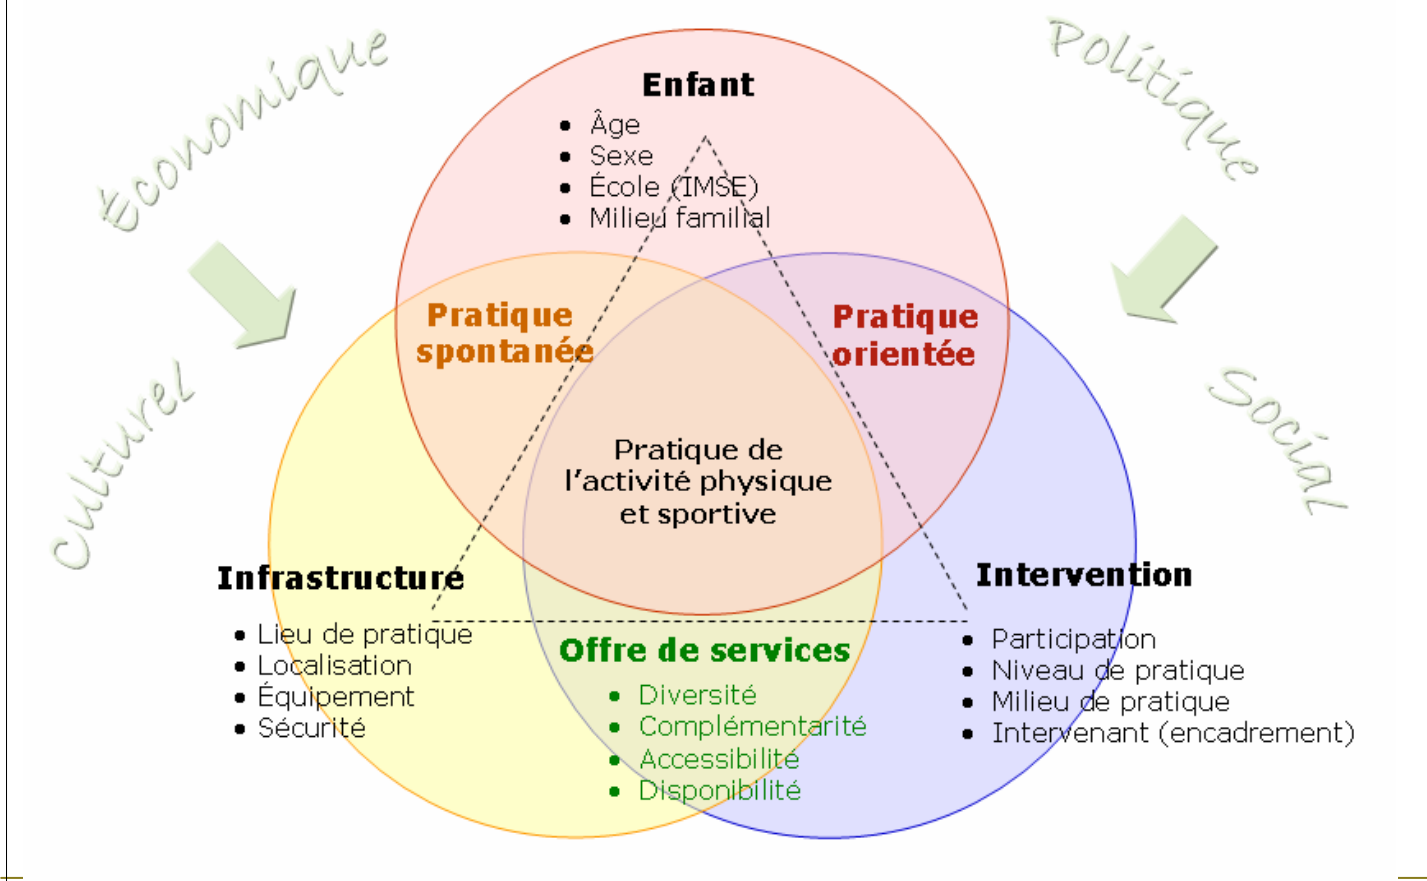 Économique
Politique
Culturel
Social
Enfant
• Âge
• Sexe
• École (IMSE)
• Milieu familial
Pratique
spontanée
Pratique
orientée
Pratique de
l'activité physique
et sportive
Infrastructure
• Lieu de pratique
• Localisation
• Équipement
• Sécurité
Intervention
• Participation
• Niveau de pratique
• Milieu de pratique
• Intervenant (encadrement)
Offre de services
• Diversité
• Complémentarité
• Accessibilité
• Disponibilité